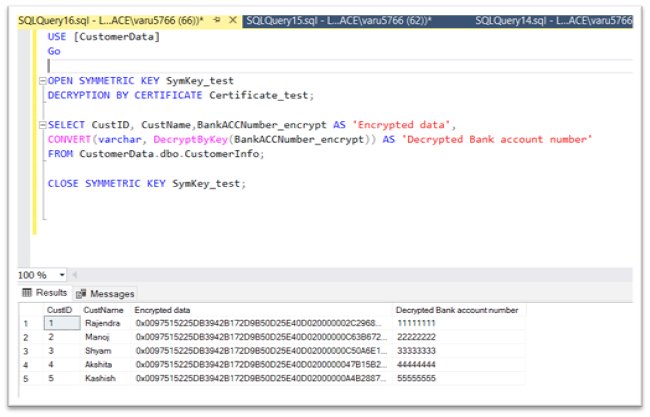 SQLQuery16.sql - L...ACE\varu5766 (66))* SQLQuery15.sql - L...ACE\varu5766 (62))* SQLQuery14.sql - L...ACE\varu5766
USE [CustomerData]
Go
OPEN SYMMETRIC KEY SymKey_test
DECRYPTION BY CERTIFICATE Certificate_test;
SELECT CustID, CustName,BankACCNumber_encrypt AS 'Encrypted data',
CONVERT(varchar, DecryptByKey(BankACCNumber_encrypt)) AS 'Decrypted Bank account number'
FROM CustomerData.dbo.CustomerInfo;
CLOSE SYMMETRIC KEY SymKey_test;
100 %
Results Messages
CustID CustName Encrypted data Decrypted Bank account number
1 1 Rajendra 0x0097515225DB3942B172D9B50D25E40D020000002C2968... 11111111
2 2 Manoj 0x0097515225DB3942B172D9B50D25E40D02000000C63B672... 22222222
3 3 Shyam 0x0097515225DB3942B172D9B50D25E40D02000000C50A6E1... 33333333
4 4 Akshita 0x0097515225DB3942B172D9B50D25E40D0200000047B15B2... 44444444
5 5 Kashish 0x0097515225DB3942B172D9B50D25E40D02000000A4B2887... 55555555